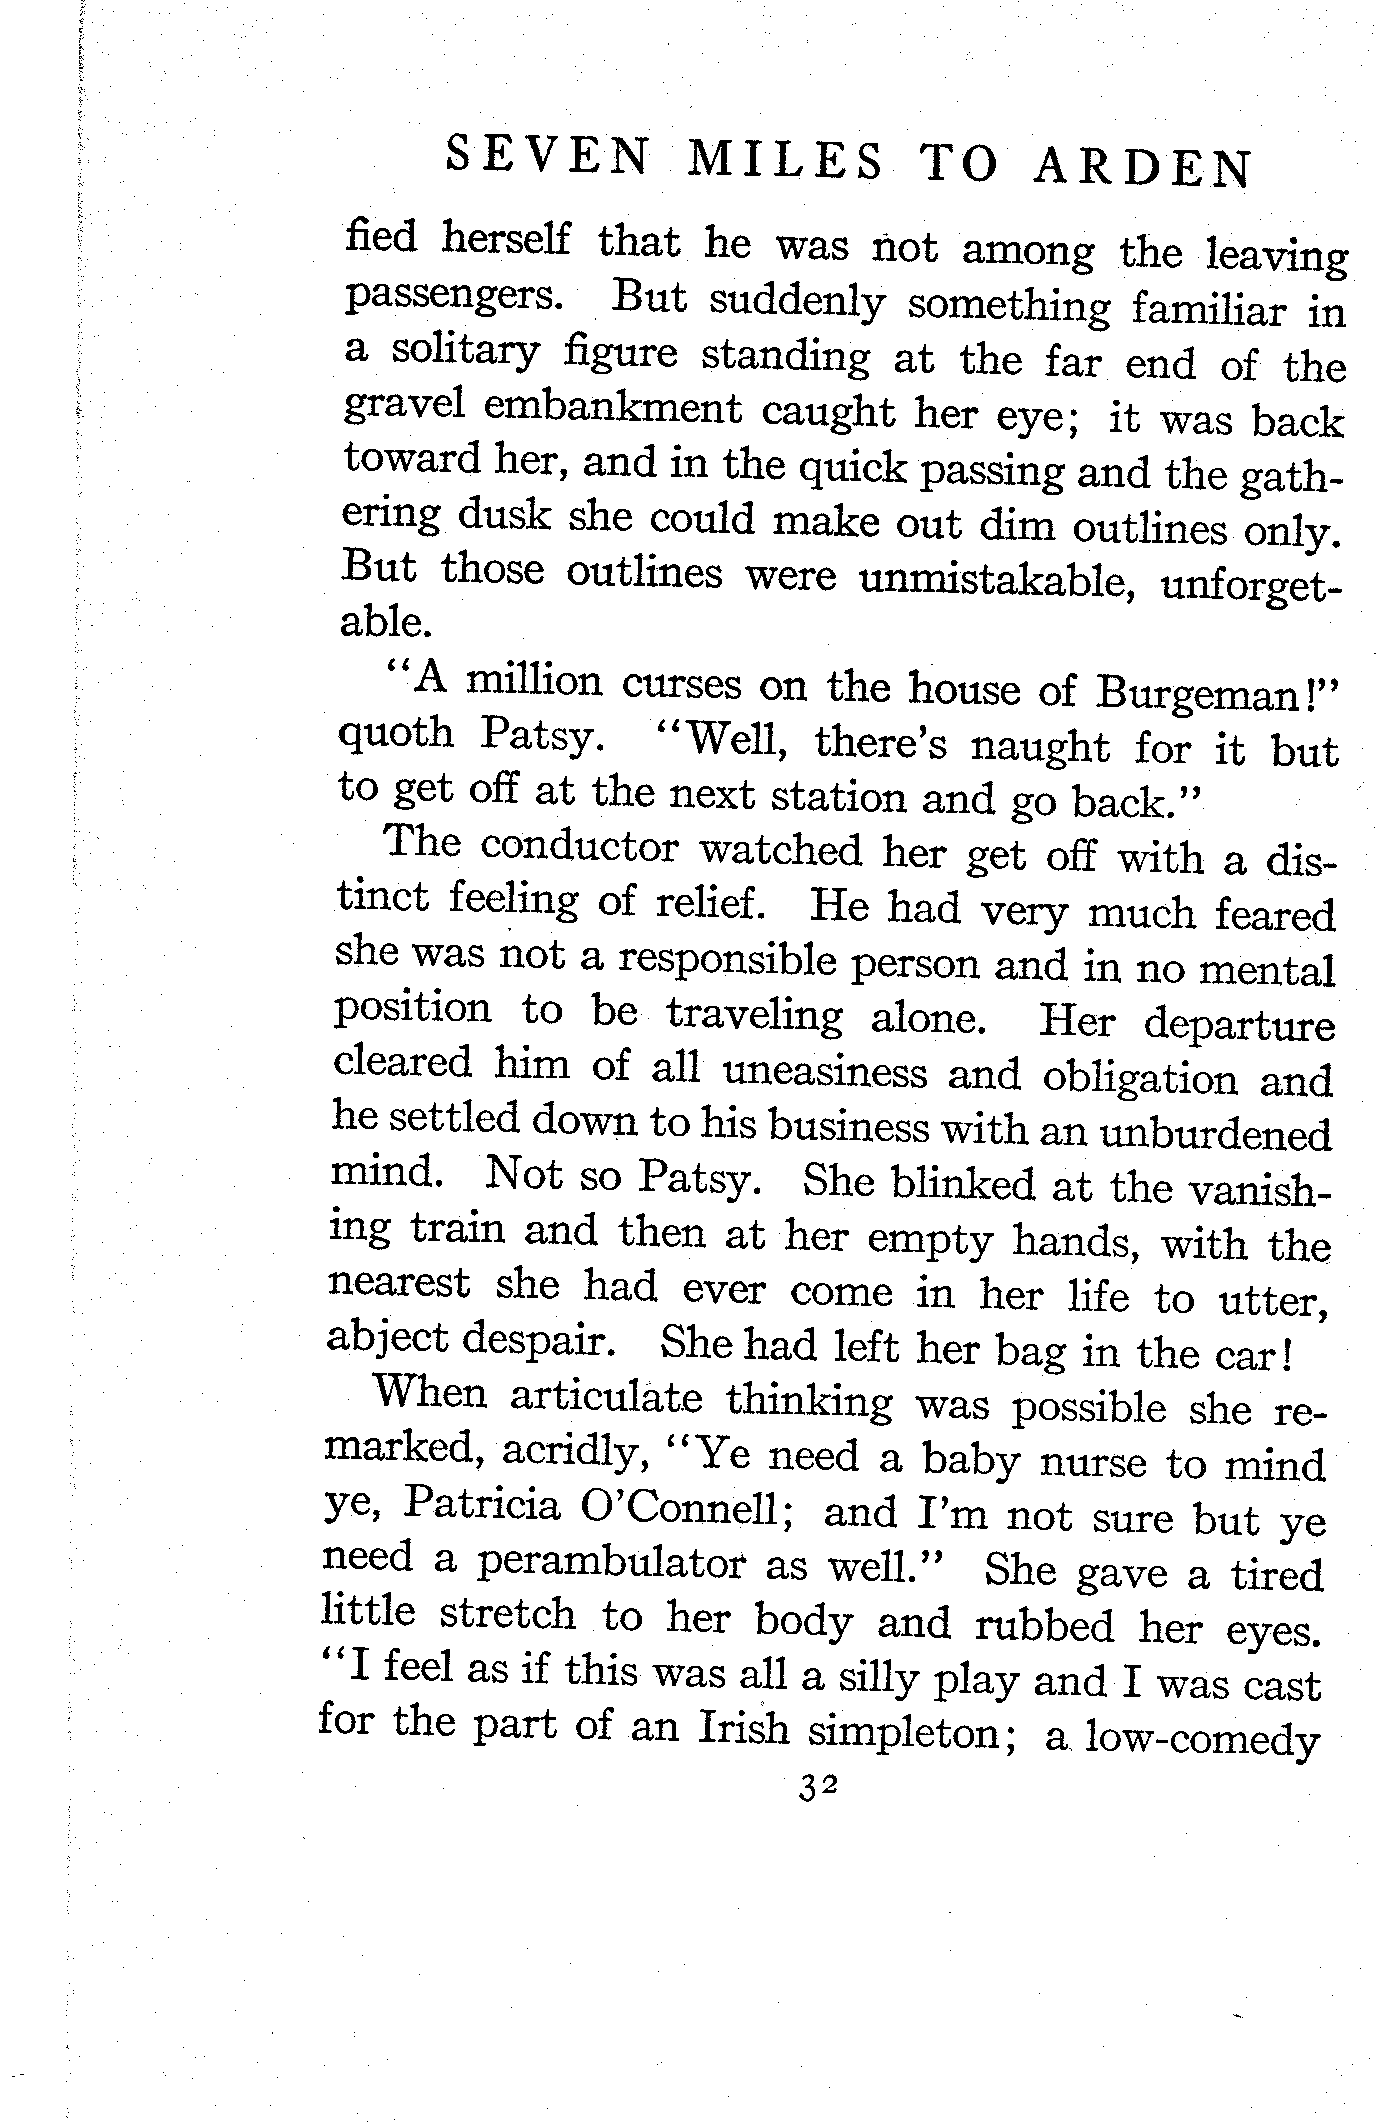 SEVEN MILES TO ARDEN
fied herself that he was not among the leaving
passengers. But suddenly something familiar in
a solitary figure standing at the far end of the
gravel embankment caught her eye; it was back
toward her, and in the quick passing and the gath-
ering dusk she could make out dim outlines only.
But those outlines were unmistakable, unforget-
able.
"A million curses on the house of Burgeman!"
quoth Patsy. "Well, there's naught for it but
to get off at the next station and go back."
The conductor watched her get off with a dis-
tinct feeling of relief. He had very much feared
she was not a responsible person and in no mental
position to be traveling alone. Her departure
cleared him of all uneasiness and obligation and
he settled down to his business with an unburdened
mind. Not so Patsy. She blinked at the vanish-
ing train and then at her empty hands, with the
nearest she had ever come in her life to utter,
abject despair. She had left her bag in the car!
When articulate thinking was possible she re-
marked, acridly, "Ye need a baby nurse to mind
ye, Patricia O'Connell; and I'm not sure but ye
need a perambulator as well." She gave a tired
little stretch to her body and rubbed her eyes.
"I feel as if this was all a silly play and I was cast
for the part of an Irish simpleton; a low-comedy
32